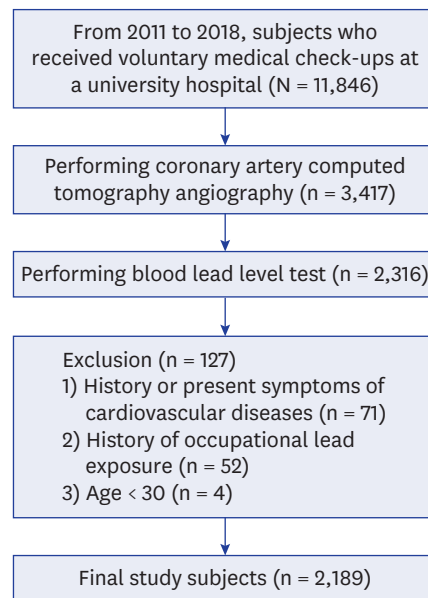 From 2011 to 2018, subjects who
received voluntary medical check-ups at
a university hospital (N = 11,846)
Performing coronary artery computed
tomography angiography (n = 3,417)
Performing blood lead level test (n = 2,316)
Exclusion (n = 127)
1) History or present symptoms of
cardiovascular diseases (n = 71)
2) History of occupational lead
exposure (n = 52)
3) Age < 30 (n = 4)
Final study subjects (n = 2,189)